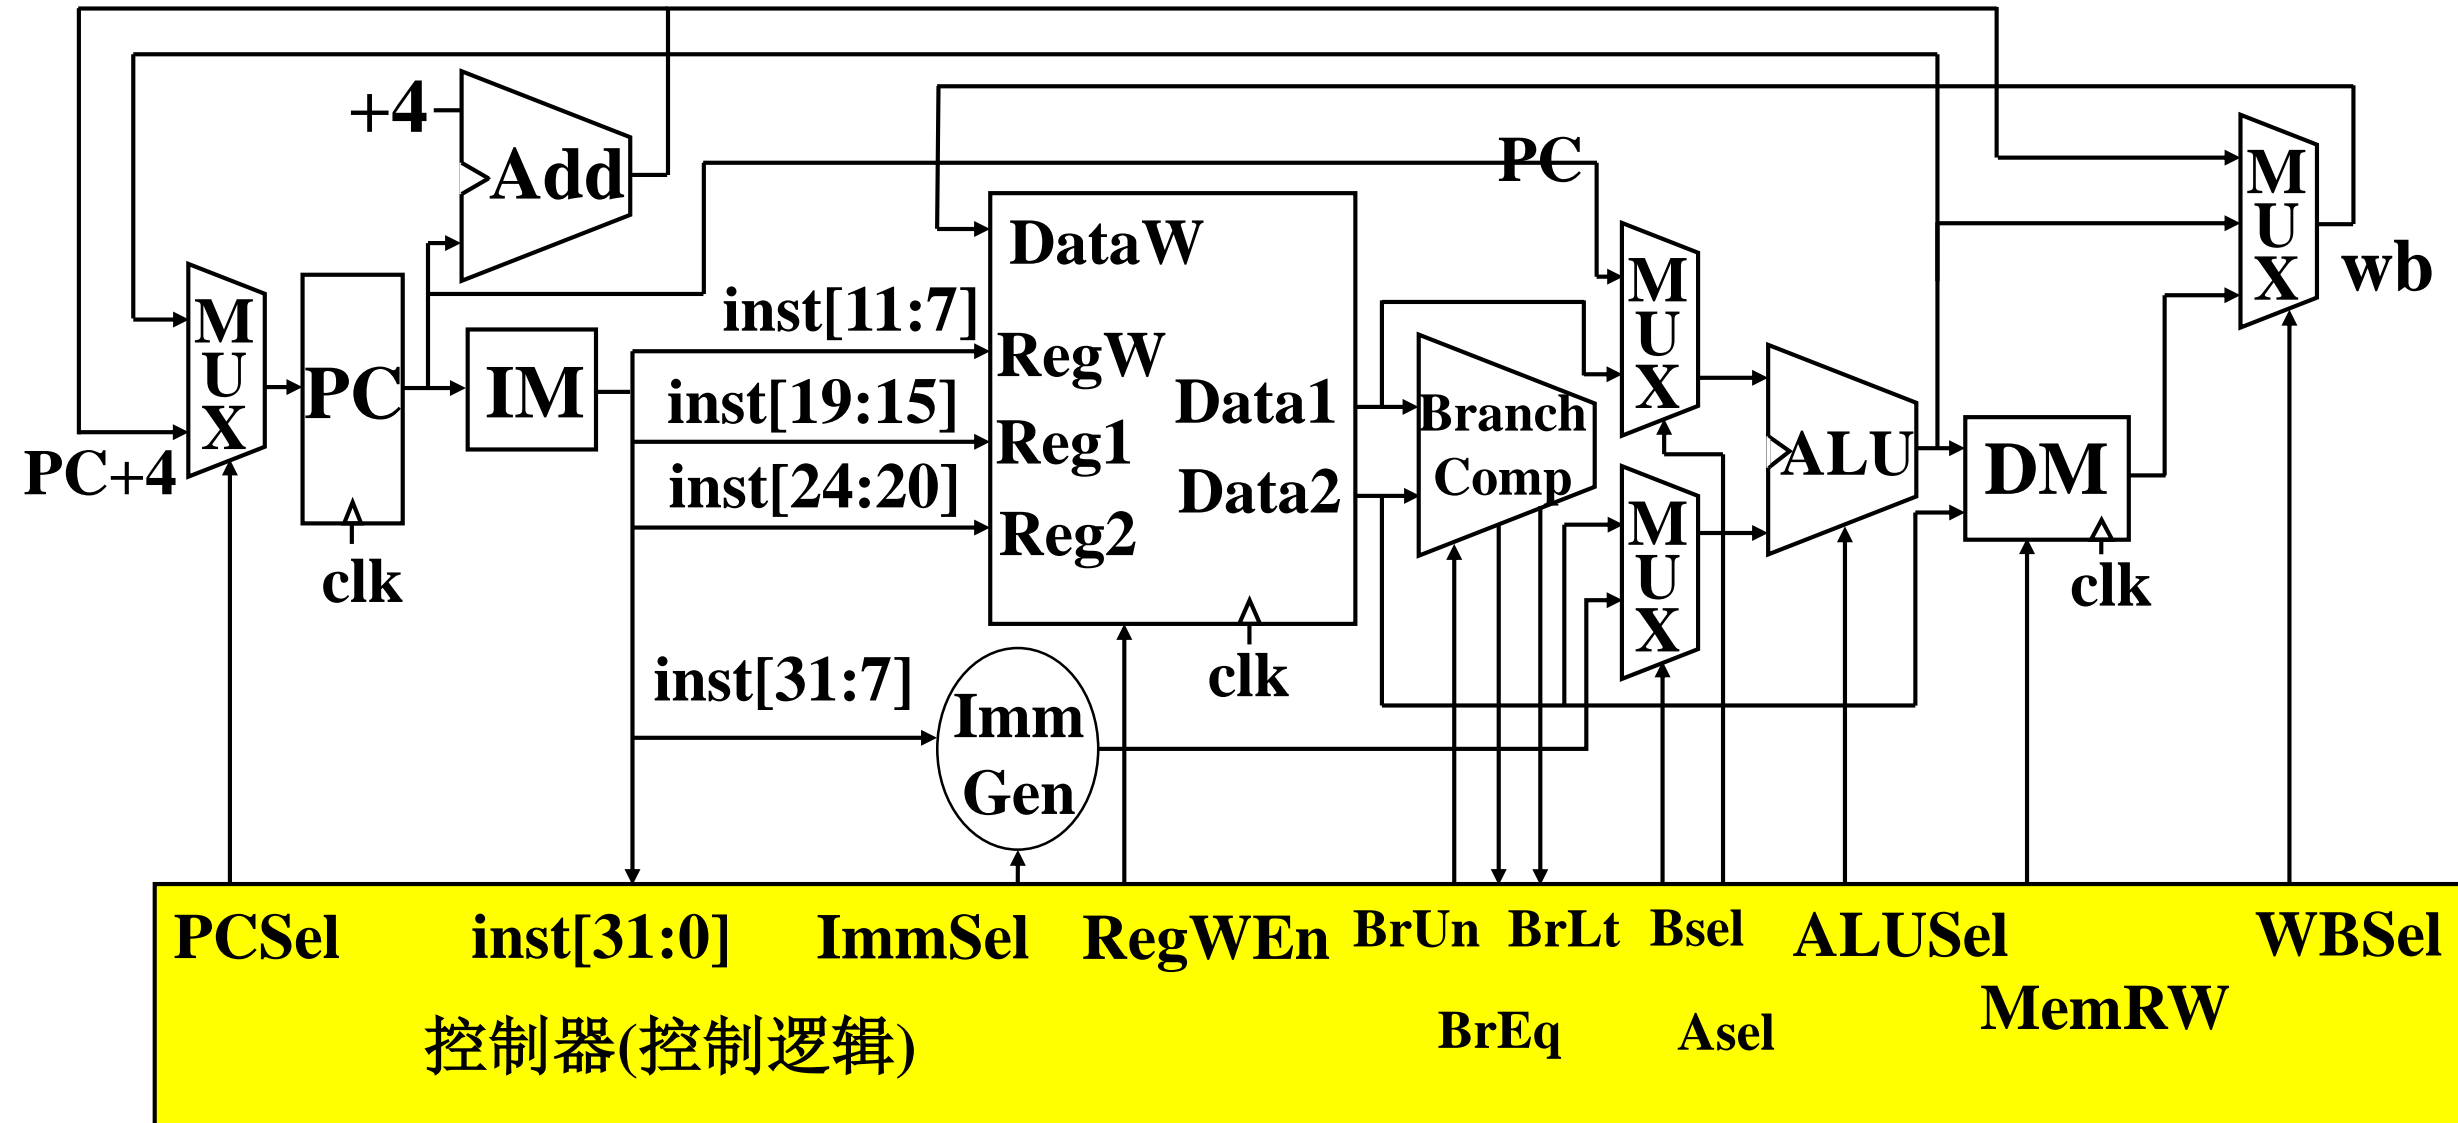 +4
Add
PC
M
U
X
wb
DataW
inst[11:7]
RegW
M
U
X
PC
IM
inst[19:15]
Reg1
Data1
Branch
Comp
M
U
X
ALU
DM
PC+4
inst[24:20]
Reg2
Data2
M
U
X
clk
clk
clk
inst[31:7]
Imm
Gen
PCSel
inst[31:0]
ImmSel
RegWEn
BrUn
BrLt
Bsel
ALUSel
WBSel
MemRW
BrEq
Asel
控制器(控制逻辑)